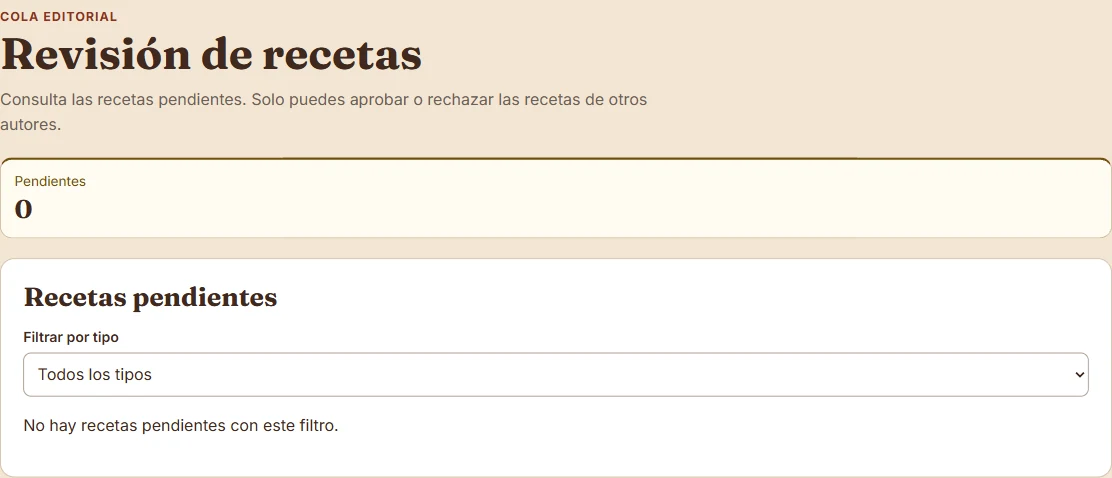 COLA EDITORIAL
Revisión de recetas
Consulta las recetas pendientes. Solo puedes aprobar o rechazar las recetas de otros
autores.
Pendientes
0
Recetas pendientes
Filtrar por tipo
Todos los tipos
No hay recetas pendientes con este filtro.